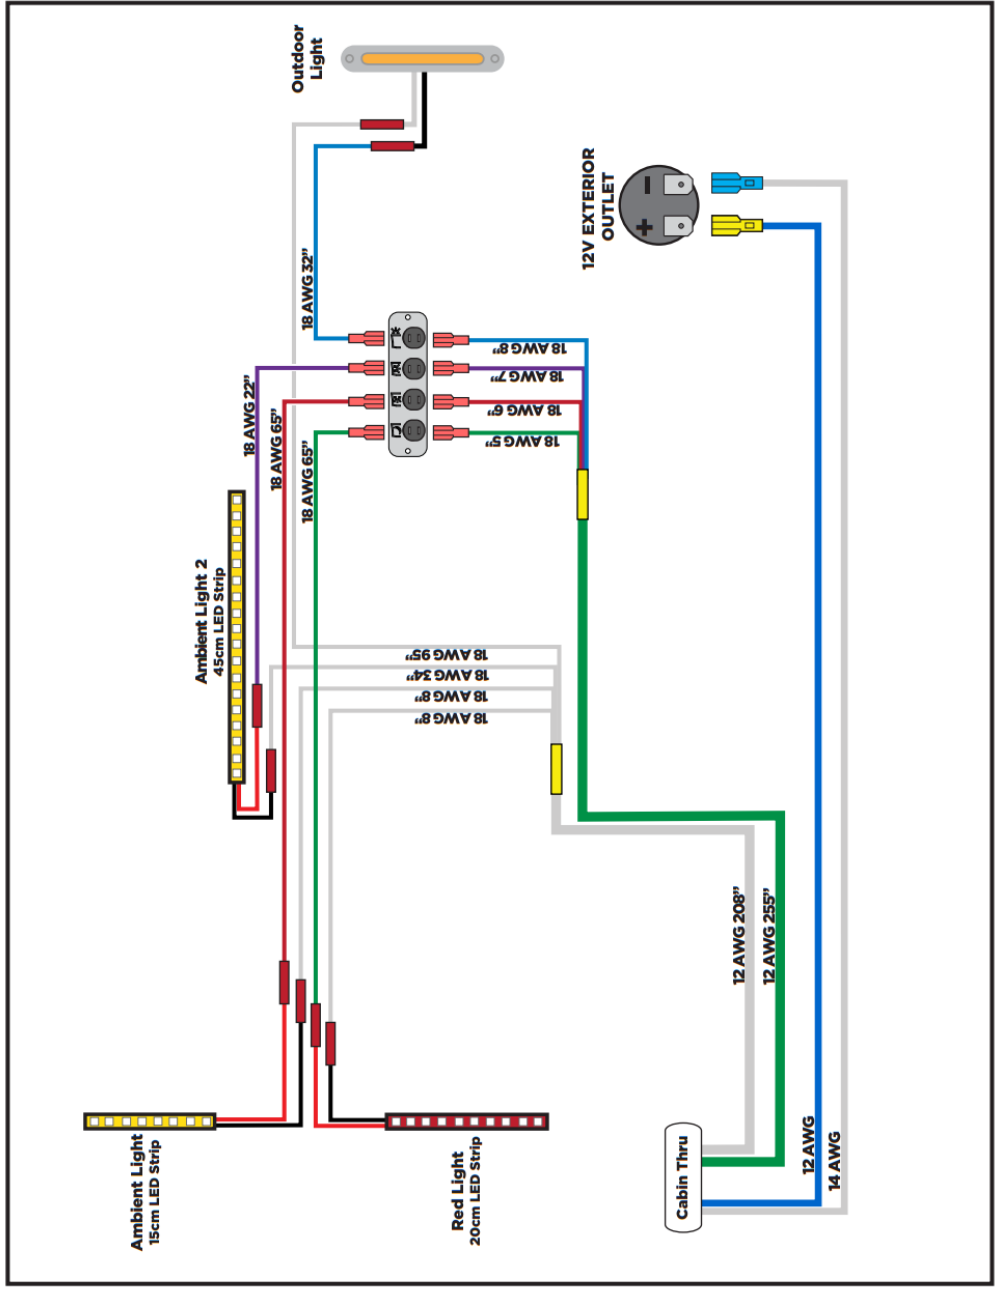 Outdoor
Light
12V EXTERIOR
OUTLET
+
–
18 AWG 32”
18 AWG 22”
18 AWG 65”
18 AWG 65”
18 AWG 8”
18 AWG 7”
18 AWG 6”
18 AWG 5”
Ambient Light 2
45cm LED Strip
18 AWG 95”
18 AWG 34”
18 AWG 8”
18 AWG 8”
12 AWG 208”
12 AWG 255”
12 AWG
14 AWG
Ambient Light
15cm LED Strip
Red Light
20cm LED Strip
Cabin Thru